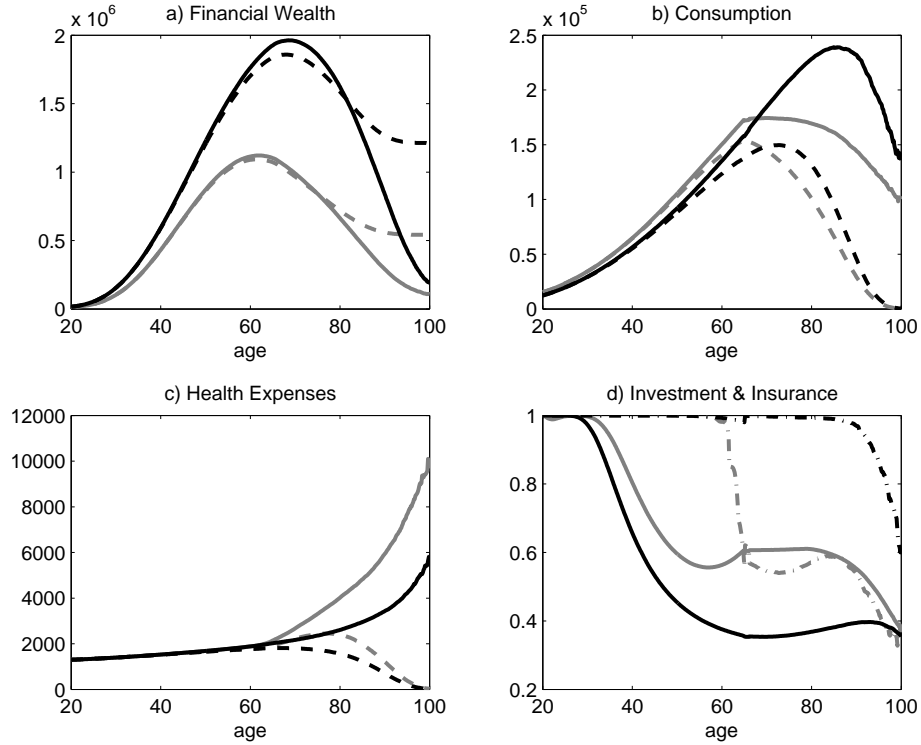 a) Financial Wealth
x 10^6
2
1.5
1
0.5
0
20 40 60 80 100
age
b) Consumption
x 10^5
2.5
2
1.5
1
0.5
0
20 40 60 80 100
age
c) Health Expenses
12000
10000
8000
6000
4000
2000
0
20 40 60 80 100
age
d) Investment & Insurance
1
0.8
0.6
0.4
0.2
20 40 60 80 100
age